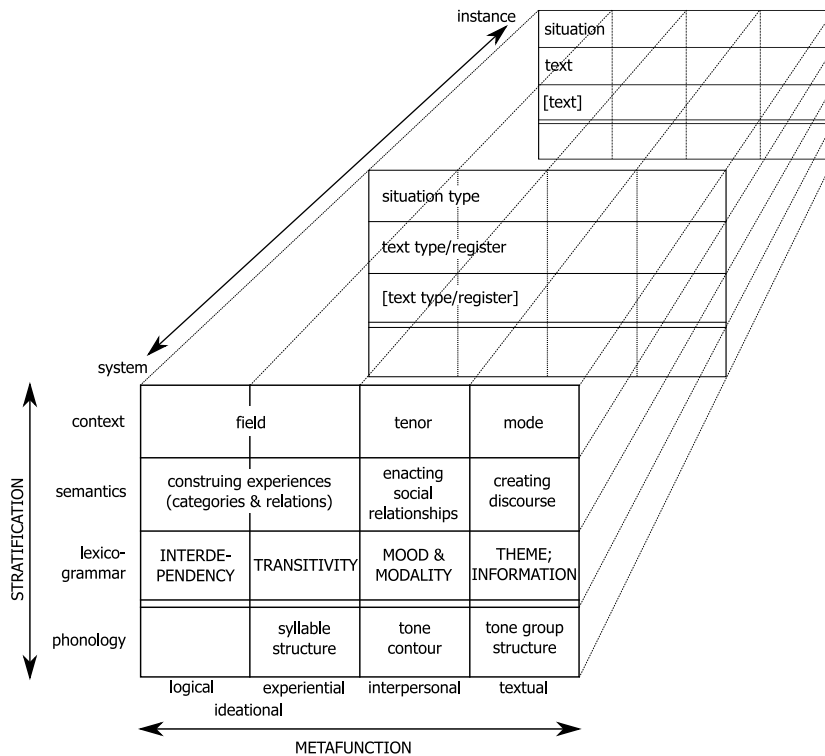 instance
situation
text
[text]
situation type
text type/register
[text type/register]
system
context
field
tenor
mode
semantics
construing experiences
(categories & relations)
enacting
social
relationships
creating
discourse
lexico-
grammar
INTERDE-
PENDENCY
TRANSITIVITY
MOOD &
MODALITY
THEME;
INFORMATION
phonology
syllable
structure
tone
contour
tone group
structure
logical
experiential
interpersonal
textual
ideational
METAFUNCTION
STRATIFICATION